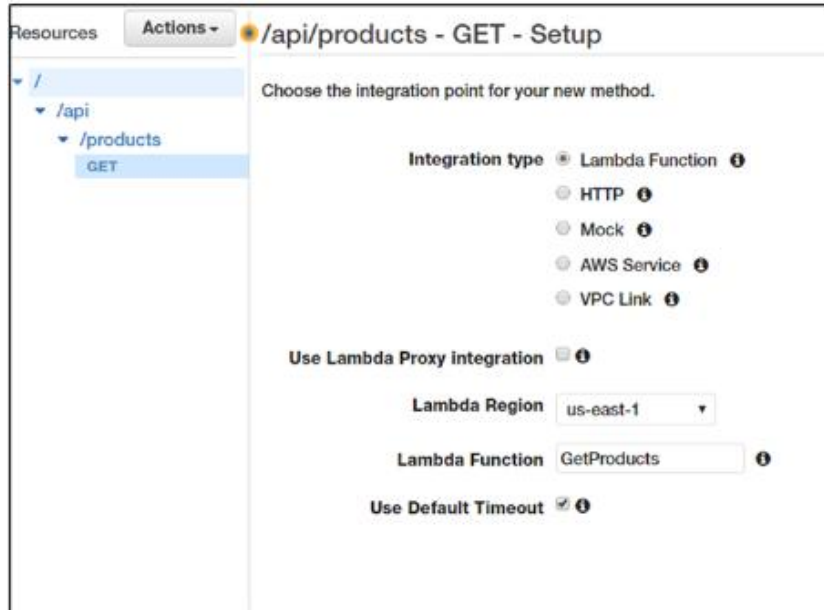 Resources Actions
/api/products - GET - Setup
/
/api
/products
GET
Choose the integration point for your new method.
Integration type Lambda Function
HTTP
Mock
AWS Service
VPC Link
Use Lambda Proxy integration
Lambda Region us-east-1
Lambda Function GetProducts
Use Default Timeout